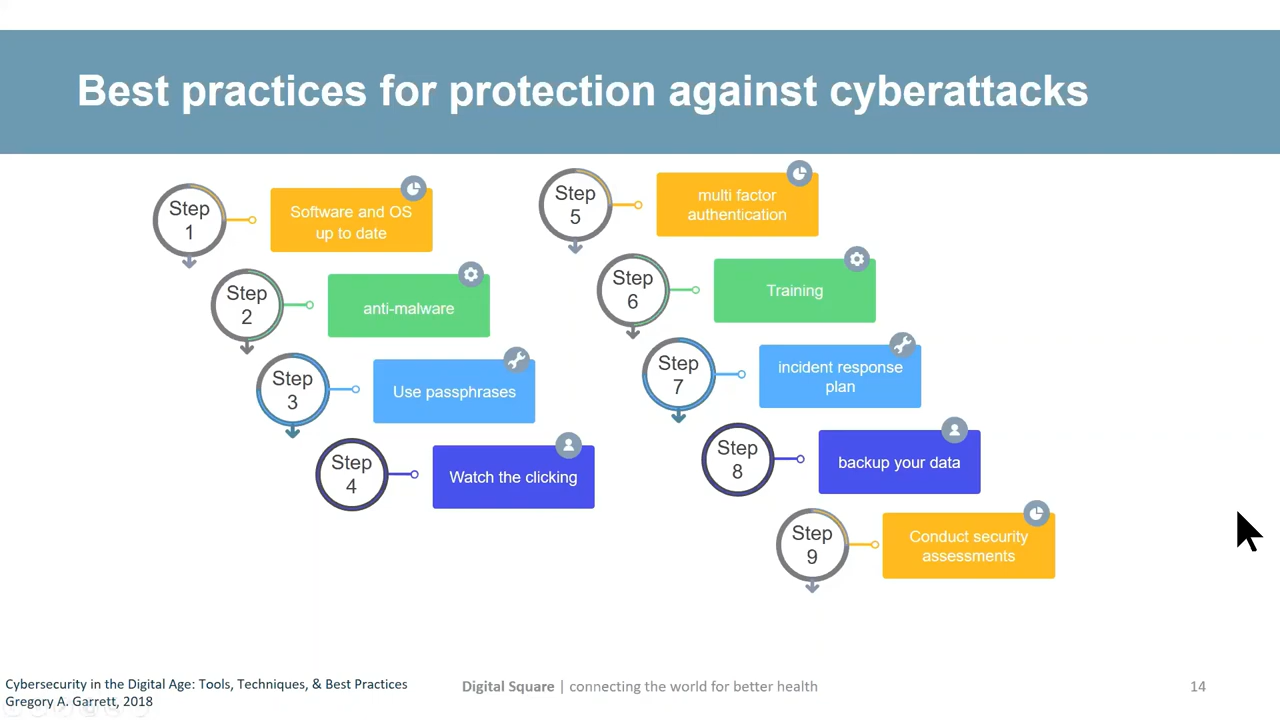 Best practices for protection against cyberattacks
Step
1
Software and OS
up to date
Step
2
anti-malware
Step
3
Use passphrases
Step
4
Watch the clicking
Step
5
multi factor
authentication
Step
6
Training
Step
7
incident response
plan
Step
8
backup your data
Step
9
Conduct security
assessments
Cybersecurity in the Digital Age: Tools, Techniques, & Best Practices
Gregory A. Garrett, 2018
Digital Square | connecting the world for better health
14